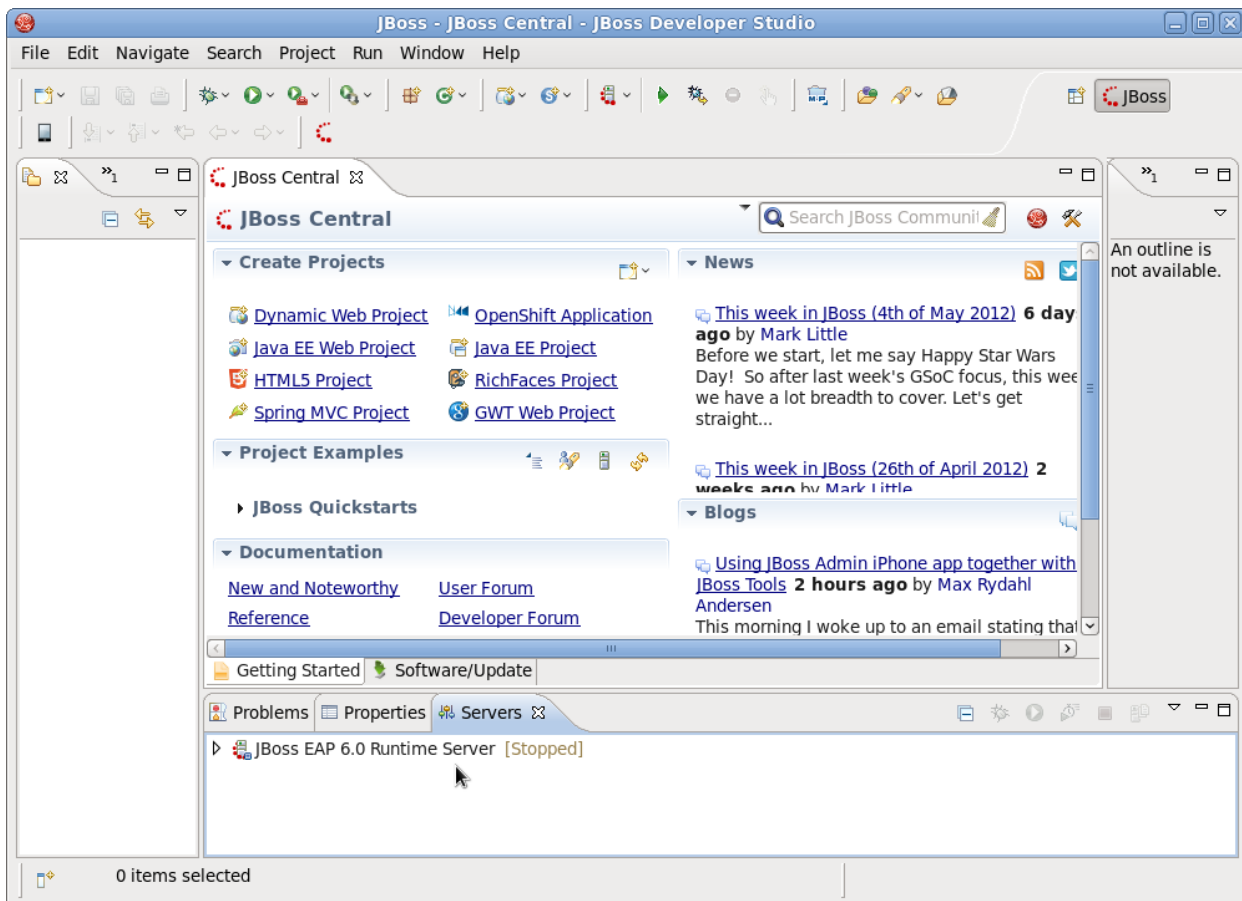 JBoss - JBoss Central - JBoss Developer Studio
File Edit Navigate Search Project Run Window Help
JBoss
»1
JBoss Central
»1
JBoss Central
Search JBoss Communit
An outline is
not available.
Create Projects
Dynamic Web Project
OpenShift Application
Java EE Web Project
Java EE Project
HTML5 Project
RichFaces Project
Spring MVC Project
GWT Web Project
Project Examples
JBoss Quickstarts
Documentation
New and Noteworthy
User Forum
Reference
Developer Forum
News
This week in JBoss (4th of May 2012) 6 day
ago by Mark Little
Before we start, let me say Happy Star Wars
Day! So after last week's GSoC focus, this wee
we have a lot breadth to cover. Let's get
straight...
This week in JBoss (26th of April 2012) 2
weeks ago by Mark Little
Blogs
Using JBoss Admin iPhone app together with
JBoss Tools 2 hours ago by Max Rydahl
Andersen
This morning I woke up to an email stating that
Getting Started
Software/Update
Problems
Properties
Servers
JBoss EAP 6.0 Runtime Server [Stopped]
0 items selected